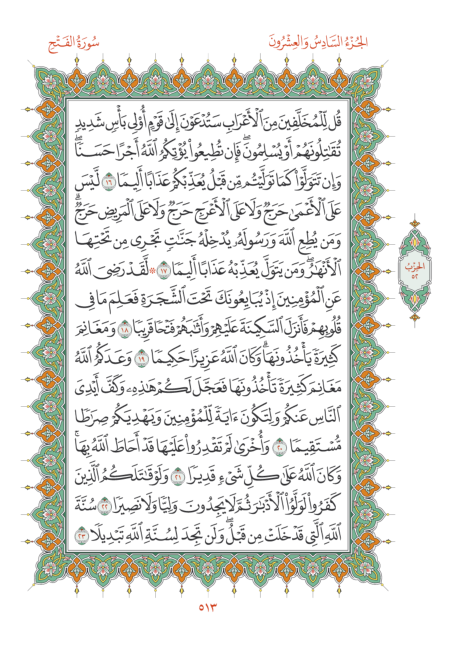 الجُزْءُ السَّادِسُ وَالعِشْرُونَ
سُورَةُ الفَتْحِ
قُل لِّلْمُخَلَّفِينَ مِنَ ٱلْأَعْرَابِ سَتُدْعَوْنَ إِلَىٰ قَوْمٍ أُو۟لِى بَأْسٍ شَدِيدٍ
تُقَٰتِلُونَهُمْ أَوْ يُسْلِمُونَۖ فَإِن تُطِيعُوا۟ يُؤْتِكُمُ ٱللَّهُ أَجْرًا حَسَنًاۖ
وَإِن تَتَوَلَّوْا۟ كَمَا تَوَلَّيْتُم مِّن قَبْلُ يُعَذِّبْكُمْ عَذَابًا أَلِيمًا ١٦ لَّيْسَ
عَلَى ٱلْأَعْمَىٰ حَرَجٌ وَلَا عَلَى ٱلْأَعْرَجِ حَرَجٌ وَلَا عَلَى ٱلْمَرِيضِ حَرَجٌۗ
وَمَن يُطِعِ ٱللَّهَ وَرَسُولَهُۥ يُدْخِلْهُ جَنَّٰتٍ تَجْرِى مِن تَحْتِهَا
ٱلْأَنْهَٰرُۖ وَمَن يَتَوَلَّ يُعَذِّبْهُ عَذَابًا أَلِيمًا ١٧ ۞ لَّقَدْ رَضِىَ ٱللَّهُ
عَنِ ٱلْمُؤْمِنِينَ إِذْ يُبَايِعُونَكَ تَحْتَ ٱلشَّجَرَةِ فَعَلِمَ مَا فِى
قُلُوبِهِمْ فَأَنزَلَ ٱلسَّكِينَةَ عَلَيْهِمْ وَأَثَٰبَهُمْ فَتْحًا قَرِيبًا ١٨ وَمَغَانِمَ
كَثِيرَةً يَأْخُذُونَهَاۗ وَكَانَ ٱللَّهُ عَزِيزًا حَكِيمًا ١٩ وَعَدَكُمُ ٱللَّهُ
مَغَانِمَ كَثِيرَةً تَأْخُذُونَهَا فَعَجَّلَ لَكُمْ هَٰذِهِۦ وَكَفَّ أَيْدِىَ
ٱلنَّاسِ عَنكُمْ وَلِتَكُونَ ءَايَةً لِّلْمُؤْمِنِينَ وَيَهْدِيَكُمْ صِرَٰطًا
مُّسْتَقِيمًا ٢٠ وَأُخْرَىٰ لَمْ تَقْدِرُوا۟ عَلَيْهَا قَدْ أَحَاطَ ٱللَّهُ بِهَاۚ
وَكَانَ ٱللَّهُ عَلَىٰ كُلِّ شَىْءٍ قَدِيرًا ٢١ وَلَوْ قَٰتَلَكُمُ ٱلَّذِينَ
كَفَرُوا۟ لَوَلَّوُا۟ ٱلْأَدْبَٰرَ ثُمَّ لَا يَجِدُونَ وَلِيًّا وَلَا نَصِيرًا ٢٢ سُنَّةَ
ٱللَّهِ ٱلَّتِى قَدْ خَلَتْ مِن قَبْلُۖ وَلَن تَجِدَ لِسُنَّةِ ٱللَّهِ تَبْدِيلًا ٢٣
الحِزْبُ
٥٢
٥١٣